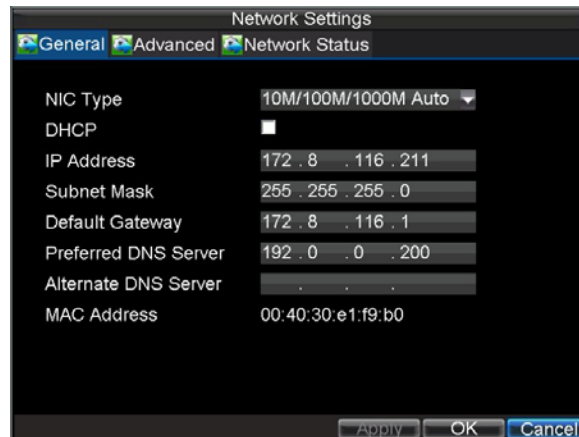 Network Settings
General Advanced Network Status
NIC Type 10M/100M/1000M Auto
DHCP
IP Address 172 . 8 . 116 . 211
Subnet Mask 255 . 255 . 255 . 0
Default Gateway 172 . 8 . 116 . 1
Preferred DNS Server 192 . 0 . 0 . 200
Alternate DNS Server . . .
MAC Address 00:40:30:e1:f9:b0
Apply OK Cancel